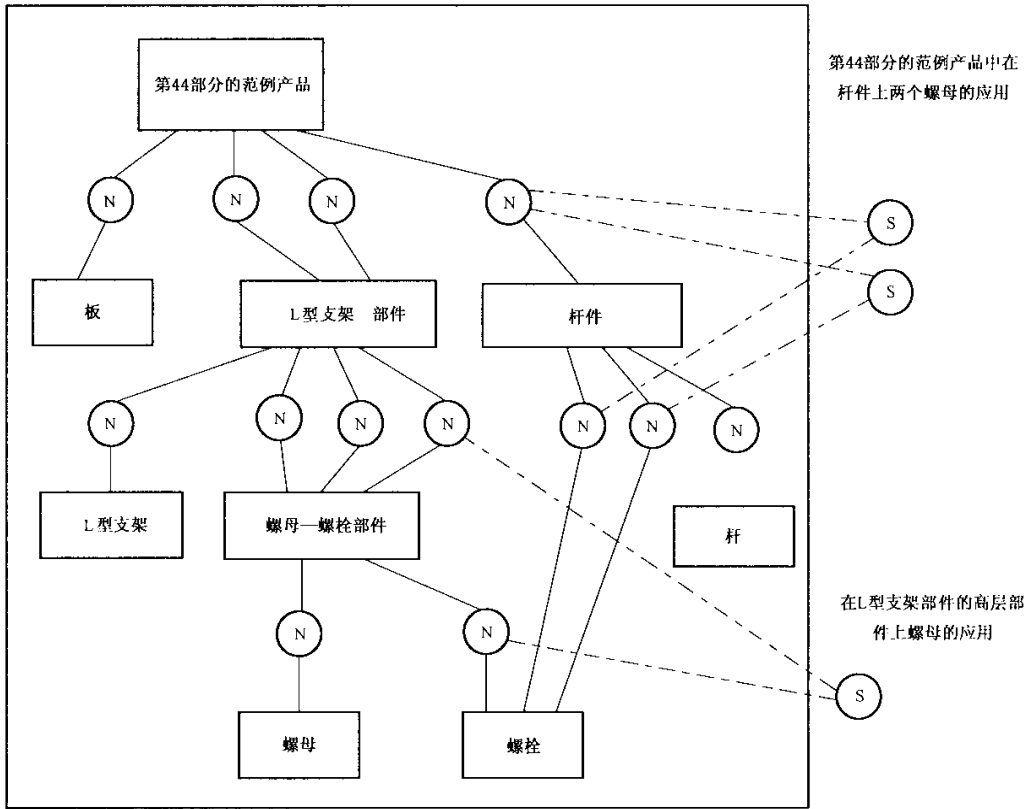 第44部分的范例产品
第44部分的范例产品中在
杆件上两个螺母的应用
N
N
N
N
S
S
板
L型支架 部件
杆件
N
N
N
N
N
N
N
L型支架
螺母—螺栓部件
杆
在L型支架部件的高层部
件上螺母的应用
N
N
S
螺母
螺栓